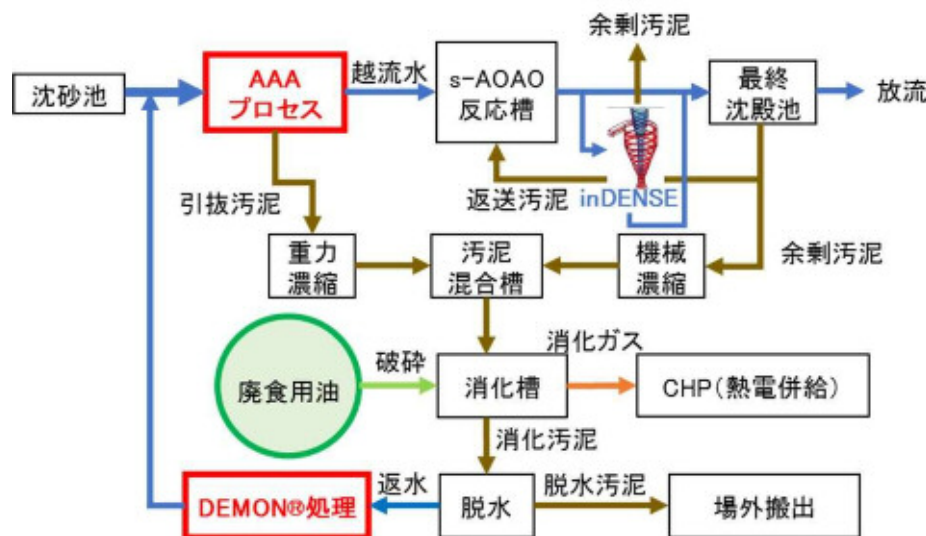 余剰汚泥
沈砂池
AAA
プロセス
越流水
s-AOAO
反応槽
最終
沈殿池
放流
引抜汚泥
返送汚泥
inDENSE
重力
濃縮
汚泥
混合槽
機械
濃縮
余剰汚泥
廃食用油
破砕
消化槽
消化ガス
CHP(熱電併給)
消化汚泥
DEMON®処理
返水
脱水
脱水汚泥
場外搬出